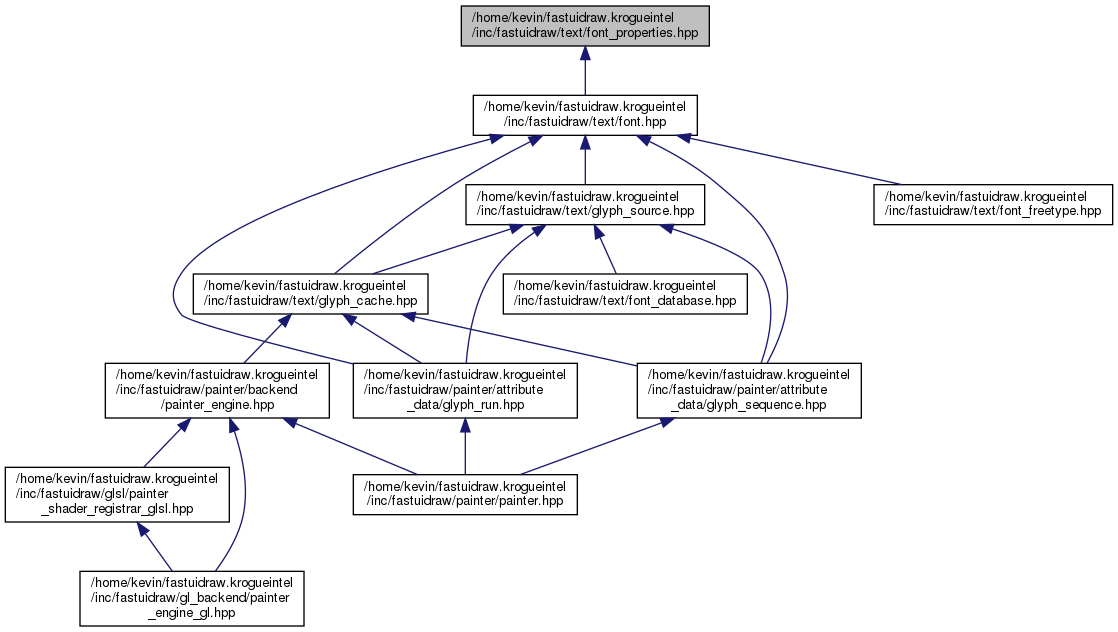 /home/kevin/fastuidraw.krogueintel
/inc/fastuidraw/text/font_properties.hpp
/home/kevin/fastuidraw.krogueintel
/inc/fastuidraw/text/font.hpp
/home/kevin/fastuidraw.krogueintel
/inc/fastuidraw/text/glyph_source.hpp
/home/kevin/fastuidraw.krogueintel
/inc/fastuidraw/text/font_freetype.hpp
/home/kevin/fastuidraw.krogueintel
/inc/fastuidraw/text/glyph_cache.hpp
/home/kevin/fastuidraw.krogueintel
/inc/fastuidraw/text/font_database.hpp
/home/kevin/fastuidraw.krogueintel
/inc/fastuidraw/painter/backend
/painter_engine.hpp
/home/kevin/fastuidraw.krogueintel
/inc/fastuidraw/painter/attribute
_data/glyph_run.hpp
/home/kevin/fastuidraw.krogueintel
/inc/fastuidraw/painter/attribute
_data/glyph_sequence.hpp
/home/kevin/fastuidraw.krogueintel
/inc/fastuidraw/glsl/painter
_shader_registrar_glsl.hpp
/home/kevin/fastuidraw.krogueintel
/inc/fastuidraw/painter/painter.hpp
/home/kevin/fastuidraw.krogueintel
/inc/fastuidraw/gl_backend/painter
_engine_gl.hpp